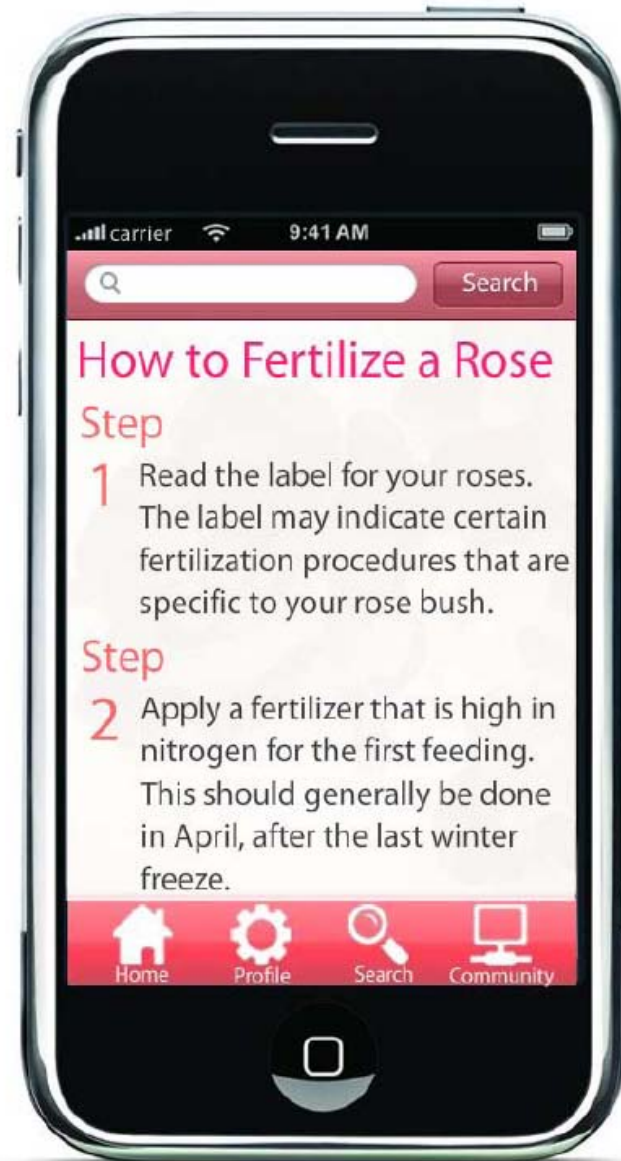 carrier 9:41 AM
Search
How to Fertilize a Rose
Step
1 Read the label for your roses.
The label may indicate certain
fertilization procedures that are
specific to your rose bush.
Step
2 Apply a fertilizer that is high in
nitrogen for the first feeding.
This should generally be done
in April, after the last winter
freeze.
Home Profile Search Community